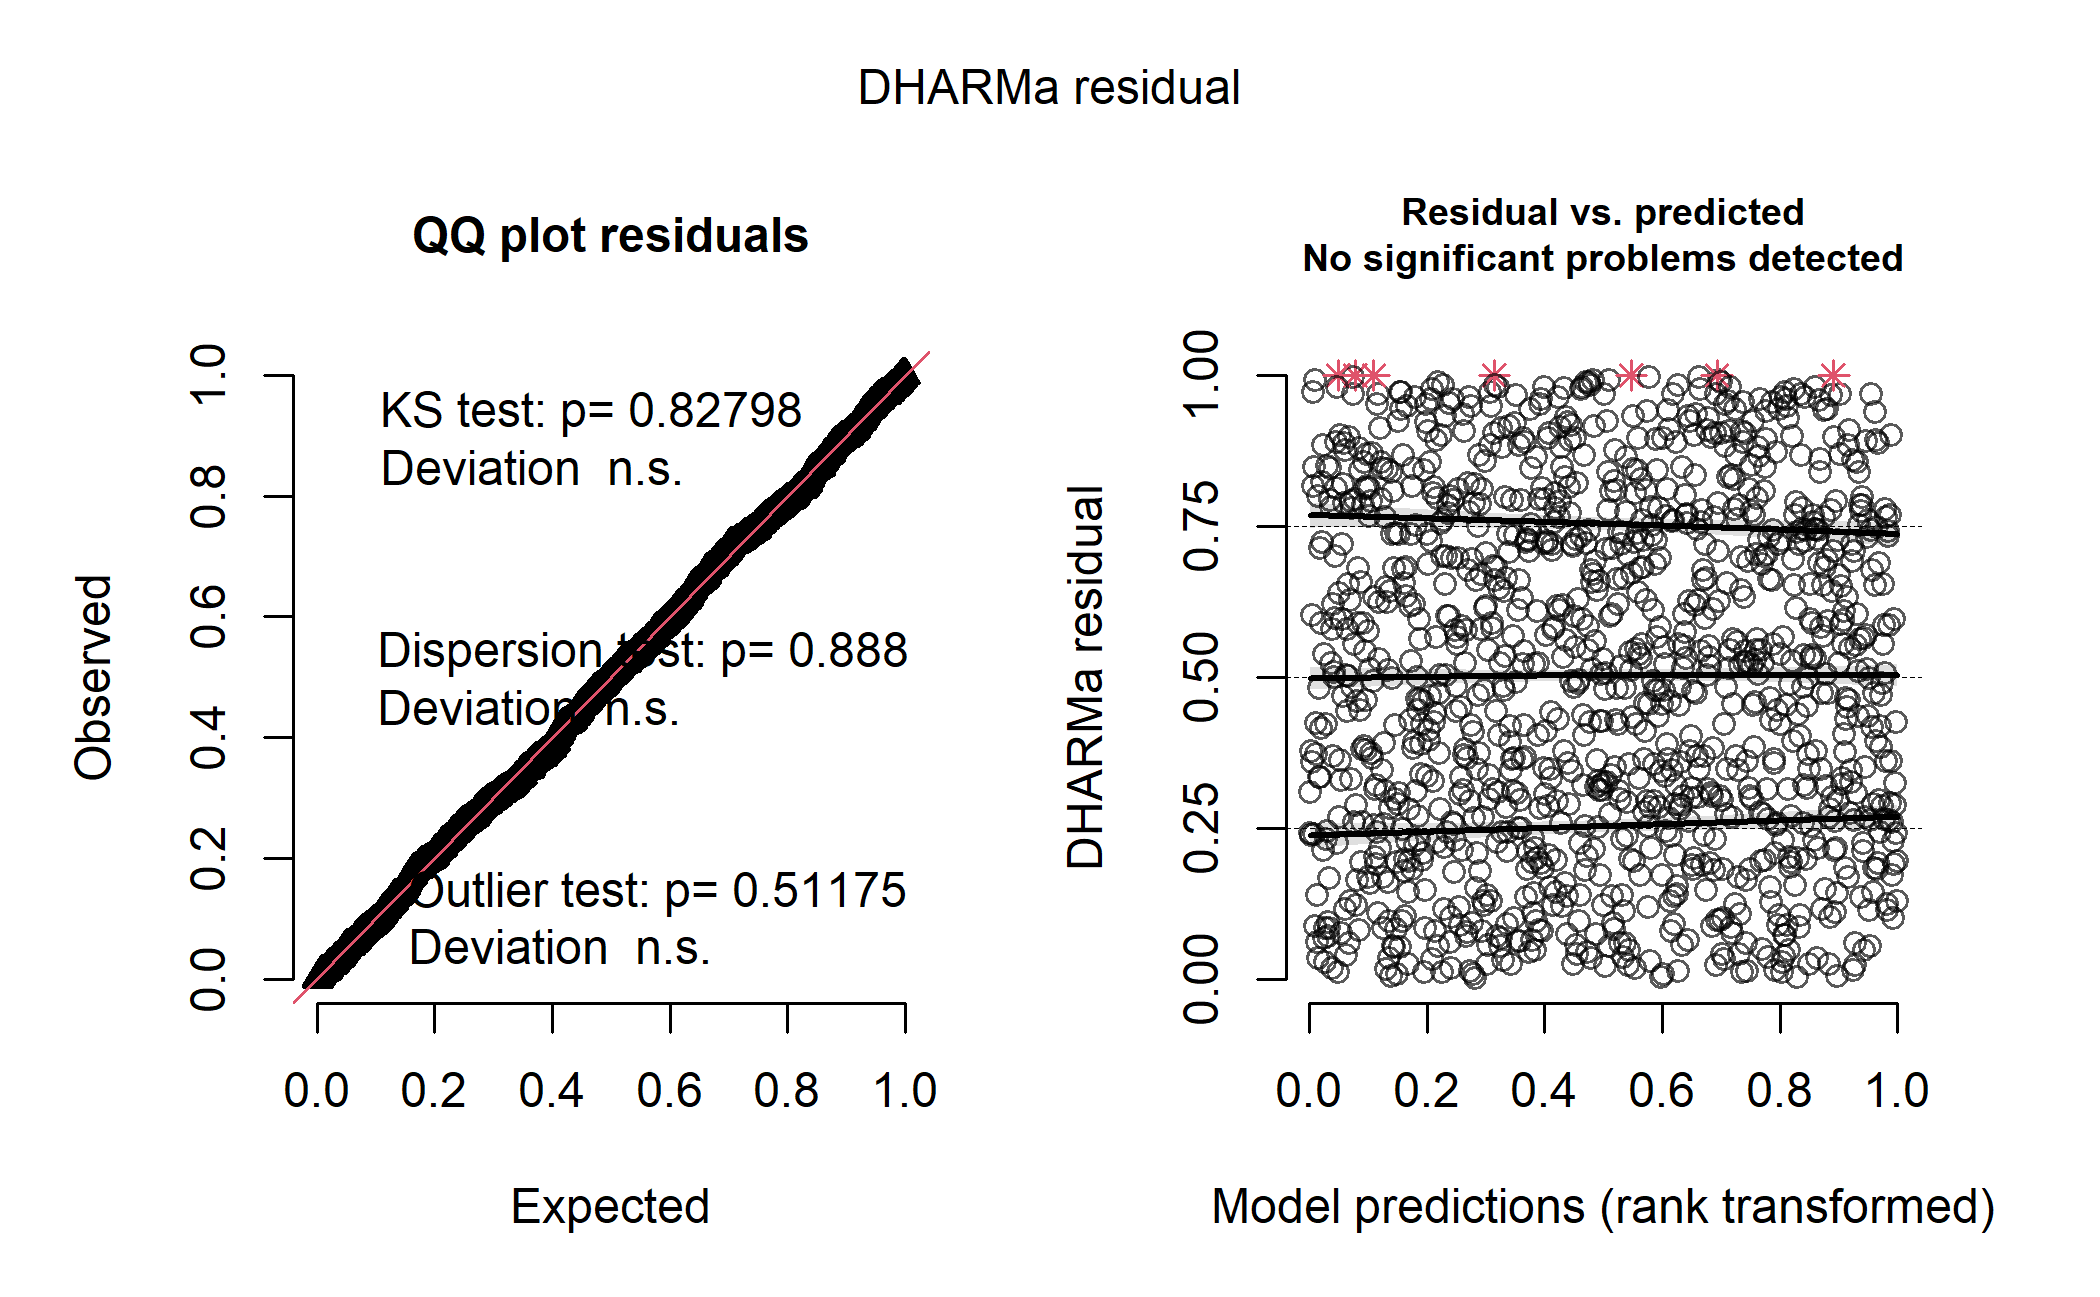 DHARMa residual
QQ plot residuals
KS test: p= 0.82798
Deviation  n.s.
Dispersion test: p= 0.888
Deviation  n.s.
Outlier test: p= 0.51175
Deviation  n.s.
Observed
0.0 0.2 0.4 0.6 0.8 1.0
0.0 0.2 0.4 0.6 0.8 1.0
Expected
Residual vs. predicted
No significant problems detected
DHARMa residual
0.00 0.25 0.50 0.75 1.00
0.0 0.2 0.4 0.6 0.8 1.0
Model predictions (rank transformed)